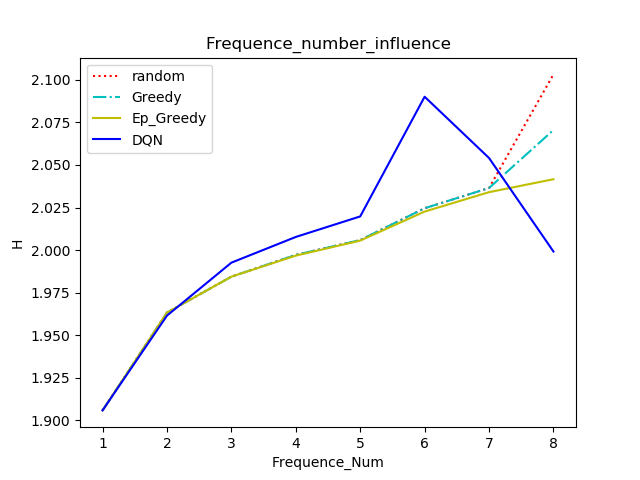 Frequence_number_influence
random
Greedy
Ep_Greedy
DQN
H
2.100
2.075
2.050
2.025
2.000
1.975
1.950
1.925
1.900
1 2 3 4 5 6 7 8
Frequence_Num